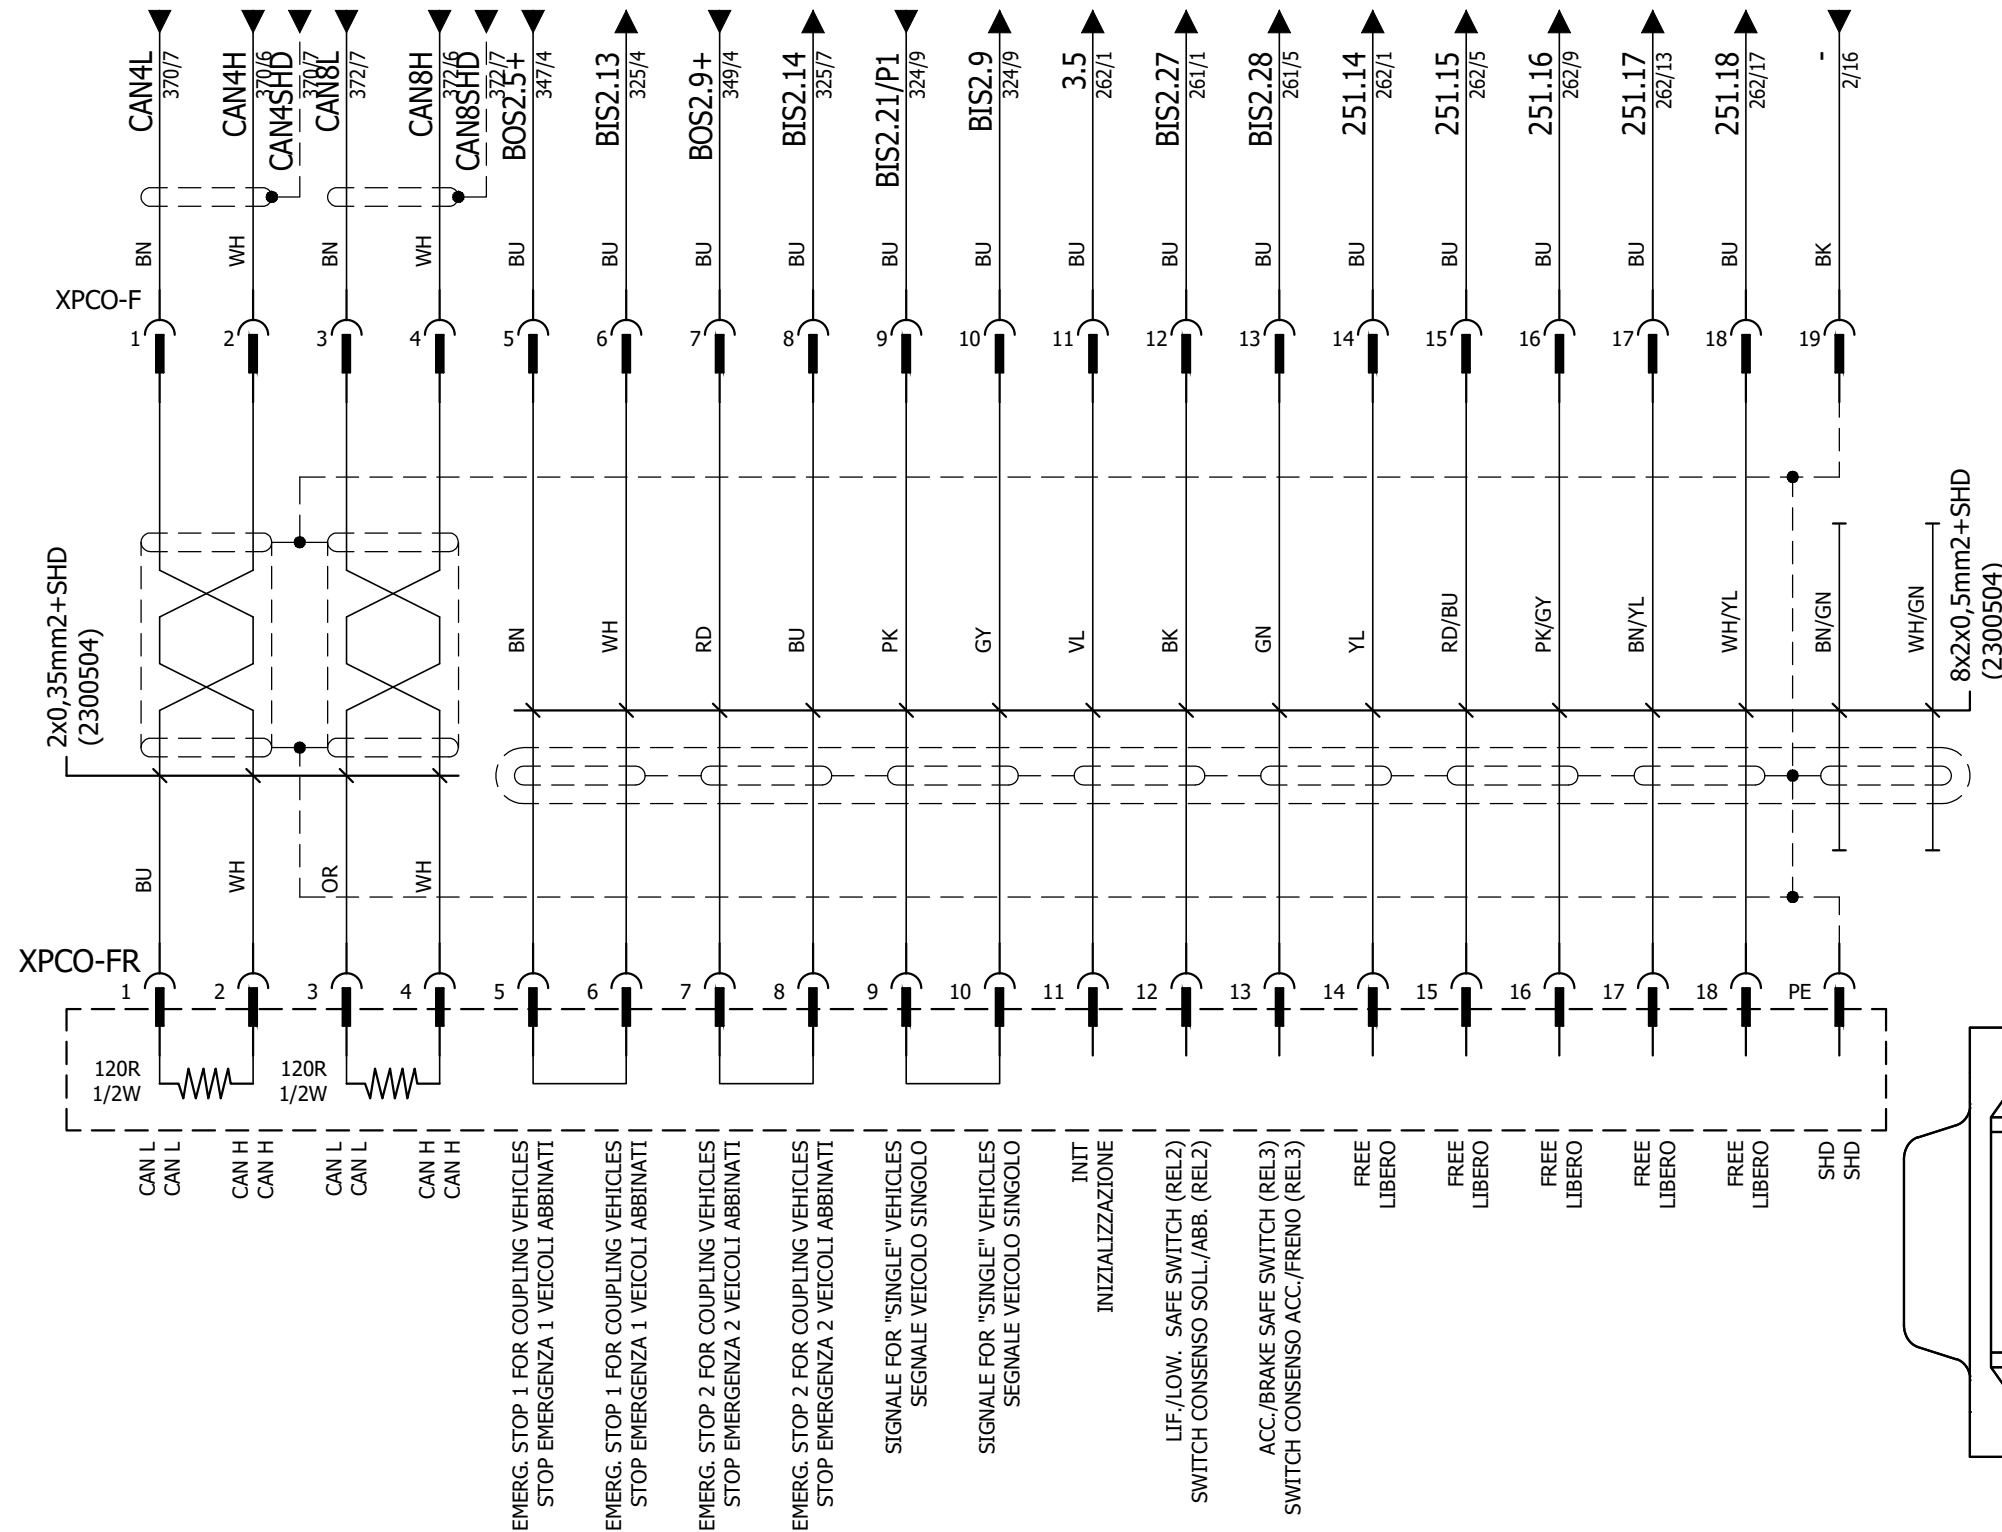 CAN4L
370/7
CAN4H
370/6
CAN4SHD
370/7
CAN8L
372/7
CAN8H
372/6
CAN8SHD
372/7
BOS2.5+
347/4
BIS2.13
325/4
BOS2.9+
349/4
BIS2.14
325/7
BIS2.21/P1
324/9
BIS2.9
324/9
3.5
262/1
BIS2.27
261/1
BIS2.28
261/5
251.14
262/1
251.15
262/5
251.16
262/9
251.17
262/13
251.18
262/17
-
2/16
BN
WH
BN
WH
BU
BU
BU
BU
BU
BU
BU
BU
BU
BU
BU
BU
BU
BU
BK
XPCO-F
1
2
3
4
5
6
7
8
9
10
11
12
13
14
15
16
17
18
19
2x0,35mm2+SHD
(2300504)
BN
WH
RD
BU
PK
GY
VL
BK
GN
YL
RD/BU
PK/GY
BN/YL
WH/YL
BN/GN
WH/GN
8x2x0,5mm2+SHD
(2300504)
BU
WH
OR
WH
XPCO-FR
1
2
3
4
5
6
7
8
9
10
11
12
13
14
15
16
17
18
PE
120R
1/2W
120R
1/2W
CAN L
CAN L
CAN H
CAN H
CAN L
CAN L
CAN H
CAN H
EMERG. STOP 1 FOR COUPLING VEHICLES
STOP EMERGENZA 1 VEICOLI ABBINATI
EMERG. STOP 1 FOR COUPLING VEHICLES
STOP EMERGENZA 1 VEICOLI ABBINATI
EMERG. STOP 2 FOR COUPLING VEHICLES
STOP EMERGENZA 2 VEICOLI ABBINATI
EMERG. STOP 2 FOR COUPLING VEHICLES
STOP EMERGENZA 2 VEICOLI ABBINATI
SIGNALE FOR "SINGLE" VEHICLES
SEGNALE VEICOLO SINGOLO
SIGNALE FOR "SINGLE" VEHICLES
SEGNALE VEICOLO SINGOLO
INIT
INIZIALIZZAZIONE
LIF./LOW. SAFE SWITCH (REL2)
SWITCH CONSENSO SOLL./ABB. (REL2)
ACC./BRAKE SAFE SWITCH (REL3)
SWITCH CONSENSO ACC./FRENO (REL3)
FREE
LIBERO
FREE
LIBERO
FREE
LIBERO
FREE
LIBERO
FREE
LIBERO
SHD
SHD